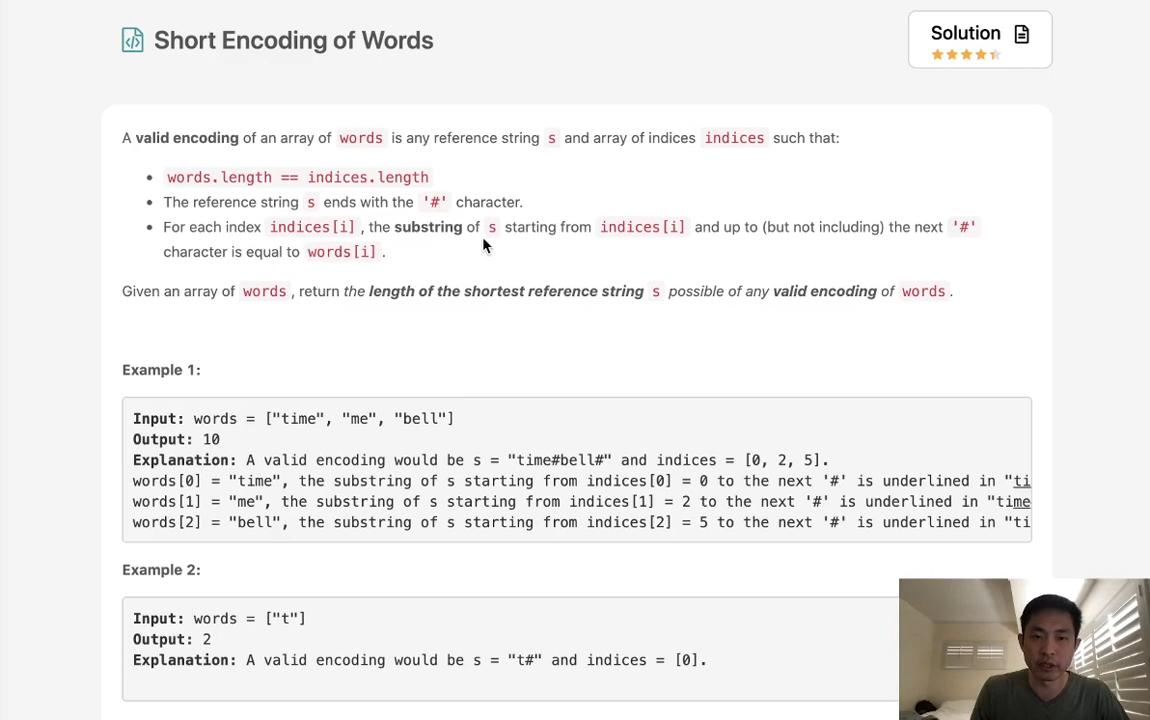 Short Encoding of Words
Solution
A valid encoding of an array of words is any reference string s and array of indices indices such that:
• words.length == indices.length
• The reference string s ends with the '#' character.
• For each index indices[i], the substring of s starting from indices[i] and up to (but not including) the next '#'
character is equal to words[i].
Given an array of words, return the length of the shortest reference string s possible of any valid encoding of words.
Example 1:
Input: words = ["time", "me", "bell"]
Output: 10
Explanation: A valid encoding would be s = "time#bell#" and indices = [0, 2, 5].
words[0] = "time", the substring of s starting from indices[0] = 0 to the next '#' is underlined in "ti
words[1] = "me", the substring of s starting from indices[1] = 2 to the next '#' is underlined in "time
words[2] = "bell", the substring of s starting from indices[2] = 5 to the next '#' is underlined in "ti
Example 2:
Input: words = ["t"]
Output: 2
Explanation: A valid encoding would be s = "t#" and indices = [0].